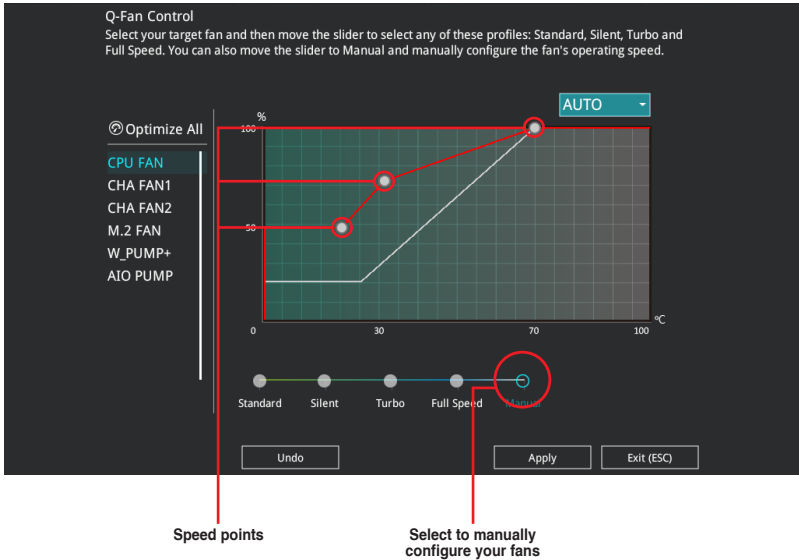 Q-Fan Control
Select your target fan and then move the slider to select any of these profiles: Standard, Silent, Turbo and
Full Speed. You can also move the slider to Manual and manually configure the fan's operating speed.
AUTO
%
Optimize All
100
CPU FAN
CHA FAN1
CHA FAN2
M.2 FAN
50
W_PUMP+
AIO PUMP
ºC
0 30 70 100
Standard Silent Turbo Full Speed Manual
Undo Apply Exit (ESC)
Speed points
Select to manually
configure your fans